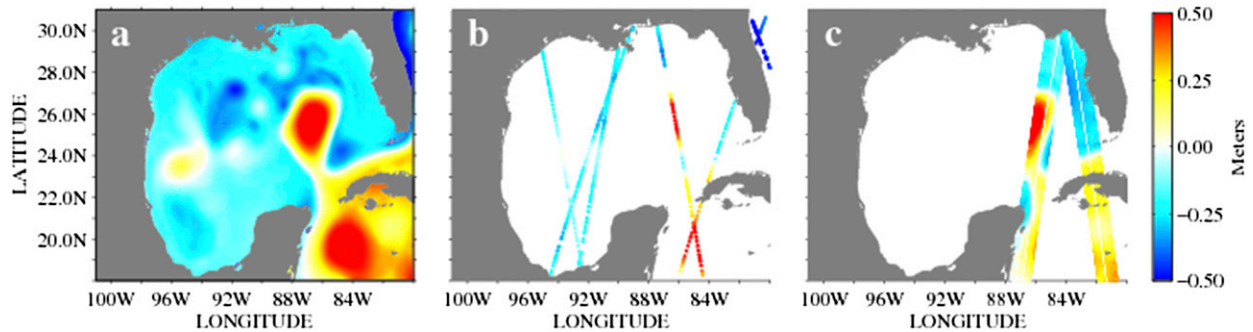 a
b
c
LATITUDE
30.0N
28.0N
26.0N
24.0N
22.0N
20.0N
100W 96W 92W 88W 84W
100W 96W 92W 88W 84W
100W 96W 92W 88W 84W
LONGITUDE
LONGITUDE
LONGITUDE
0.50
0.25
0.00
−0.25
−0.50
Meters